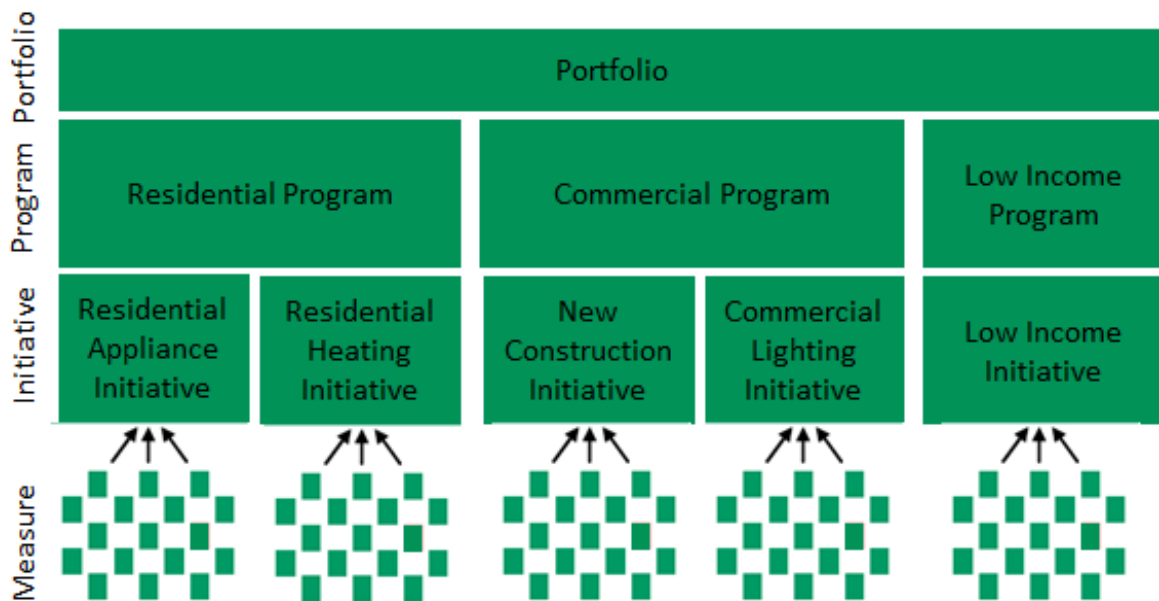 Portfolio
Portfolio
Program
Residential Program
Commercial Program
Low Income
Program
Initiative
Residential
Appliance
Initiative
Residential
Heating
Initiative
New
Construction
Initiative
Commercial
Lighting
Initiative
Low Income
Initiative
Measure